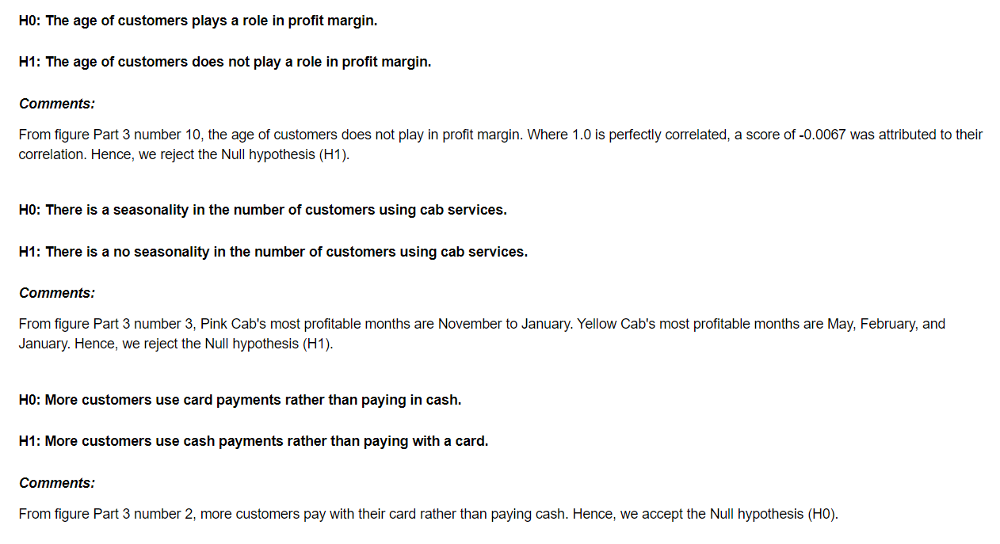 H0: The age of customers plays a role in profit margin.
H1: The age of customers does not play a role in profit margin.
Comments:
From figure Part 3 number 10, the age of customers does not play in profit margin. Where 1.0 is perfectly correlated, a score of -0.0067 was attributed to their
correlation. Hence, we reject the Null hypothesis (H1).
H0: There is a seasonality in the number of customers using cab services.
H1: There is a no seasonality in the number of customers using cab services.
Comments:
From figure Part 3 number 3, Pink Cab's most profitable months are November to January. Yellow Cab's most profitable months are May, February, and
January. Hence, we reject the Null hypothesis (H1).
H0: More customers use card payments rather than paying in cash.
H1: More customers use cash payments rather than paying with a card.
Comments:
From figure Part 3 number 2, more customers pay with their card rather than paying cash. Hence, we accept the Null hypothesis (H0).